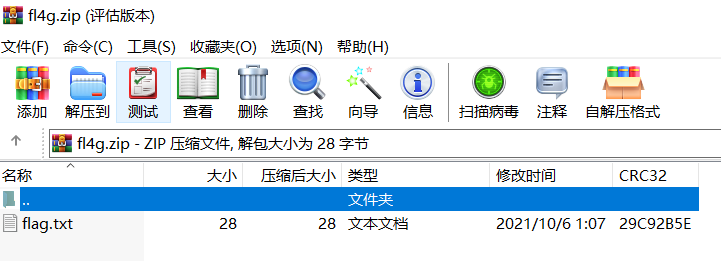 fl4g.zip (评估版本)
文件(F) 命令(C) 工具(S) 收藏夹(O) 选项(N) 帮助(H)
添加 解压到 测试 查看 删除 查找 向导 信息 扫描病毒 注释 自解压格式
fl4g.zip - ZIP 压缩文件, 解包大小为 28 字节
名称 大小 压缩后大小 类型 修改时间 CRC32
.. 文件夹
flag.txt 28 28 文本文档 2021/10/6 1:07 29C92B5E